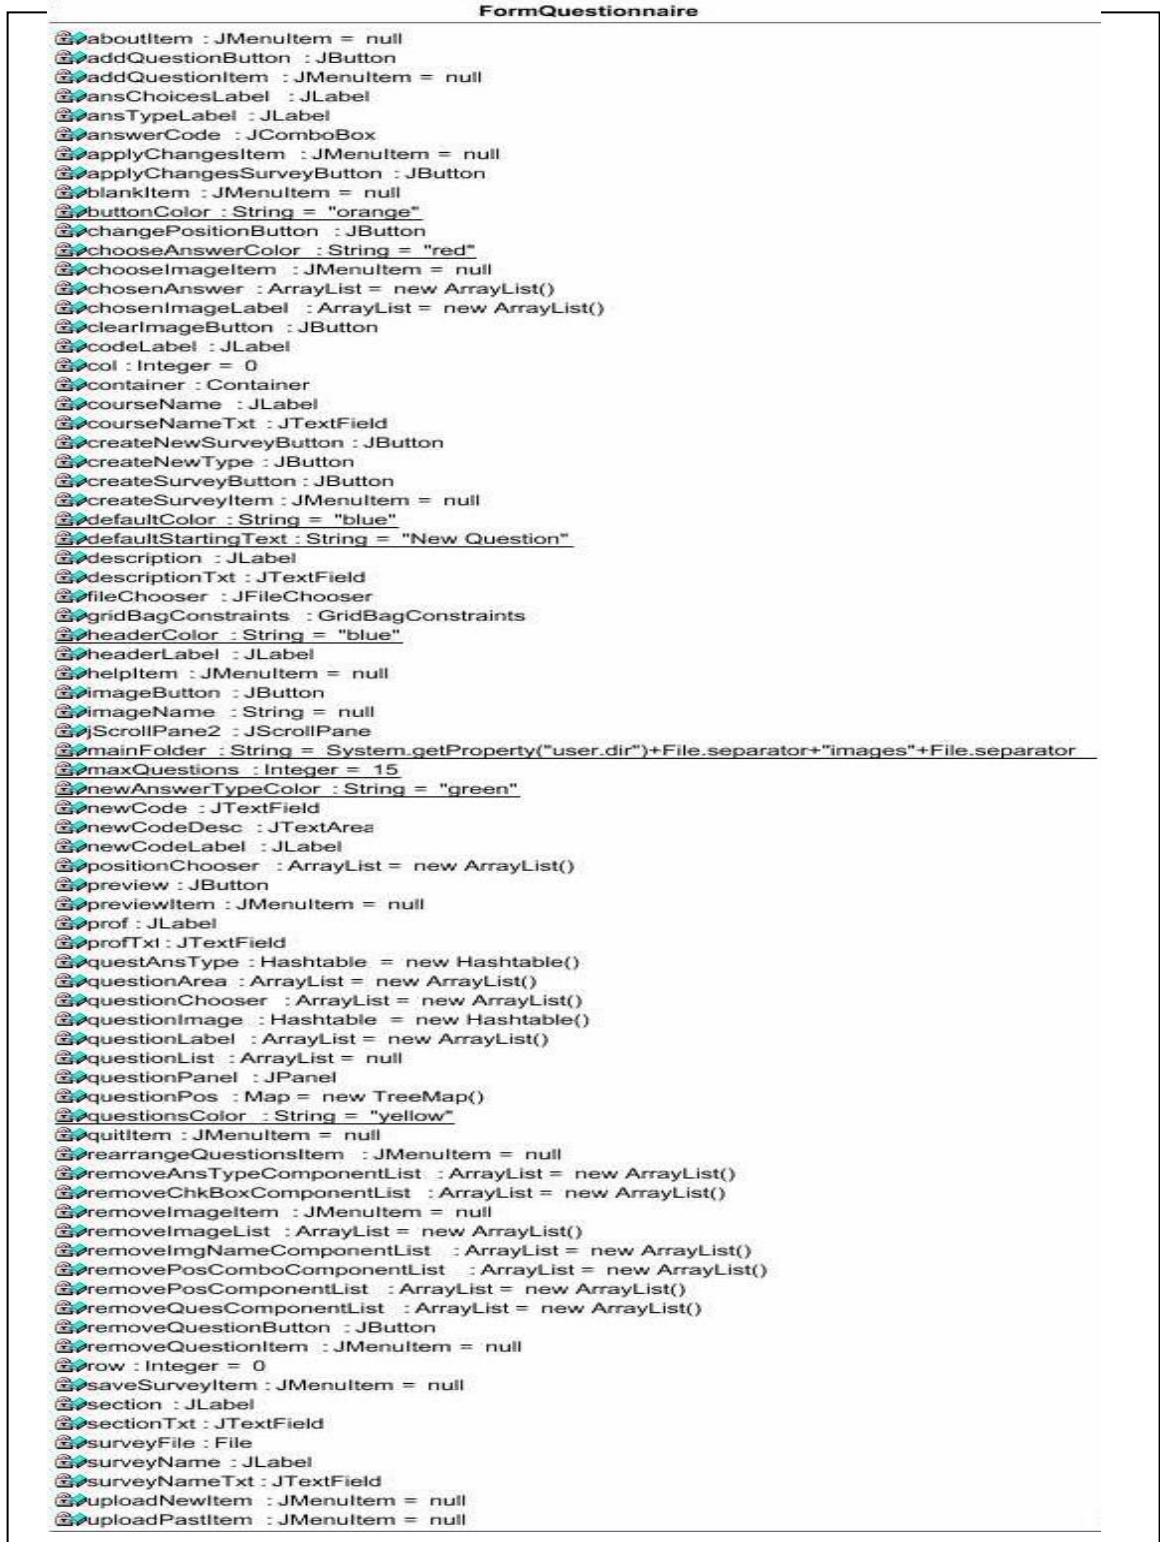 FormQuestionnaire
aboutItem : JMenuItem = null
addQuestionButton : JButton
addQuestionItem : JMenuItem = null
ansChoicesLabel : JLabel
ansTypeLabel : JLabel
answerCode : JComboBox
applyChangesItem : JMenuItem = null
applyChangesSurveyButton : JButton
blankItem : JMenuItem = null
buttonColor : String = "orange"
changePositionButton : JButton
chooseAnswerColor : String = "red"
chooseImageItem : JMenuItem = null
chosenAnswer : ArrayList = new ArrayList()
chosenImageLabel : ArrayList = new ArrayList()
clearImageButton : JButton
codeLabel : JLabel
col : Integer = 0
container : Container
courseName : JLabel
courseNameTxt : JTextField
createNewSurveyButton : JButton
createNewType : JButton
createSurveyButton : JButton
createSurveyItem : JMenuItem = null
defaultColor : String = "blue"
defaultStartingText : String = "New Question"
description : JLabel
descriptionTxt : JTextField
fileChooser : JFileChooser
gridBagConstraints : GridBagConstraints
headerColor : String = "blue"
headerLabel : JLabel
helpItem : JMenuItem = null
imageButton : JButton
imageName : String = null
jScrollPane2 : JScrollPane
mainFolder : String = System.getProperty("user.dir")+File.separator+"images"+File.separator
maxQuestions : Integer = 15
newAnswerTypeColor : String = "green"
newCode : JTextField
newCodeDesc : JTextArea
newCodeLabel : JLabel
positionChooser : ArrayList = new ArrayList()
preview : JButton
previewItem : JMenuItem = null
prof : JLabel
profTxt : JTextField
questAnsType : Hashtable = new Hashtable()
questionArea : ArrayList = new ArrayList()
questionChooser : ArrayList = new ArrayList()
questionImage : Hashtable = new Hashtable()
questionLabel : ArrayList = new ArrayList()
questionList : ArrayList = null
questionPanel : JPanel
questionPos : Map = new TreeMap()
questionsColor : String = "yellow"
quitItem : JMenuItem = null
rearrangeQuestionsItem : JMenuItem = null
removeAnsTypeComponentList : ArrayList = new ArrayList()
removeChkBoxComponentList : ArrayList = new ArrayList()
removeImageItem : JMenuItem = null
removeImageList : ArrayList = new ArrayList()
removeImgNameComponentList : ArrayList = new ArrayList()
removePosComboComponentList : ArrayList = new ArrayList()
removePosComponentList : ArrayList = new ArrayList()
removeQuesComponentList : ArrayList = new ArrayList()
removeQuestionButton : JButton
removeQuestionItem : JMenuItem = null
row : Integer = 0
saveSurveyItem : JMenuItem = null
section : JLabel
sectionTxt : JTextField
surveyFile : File
surveyName : JLabel
surveyNameTxt : JTextField
uploadNewItem : JMenuItem = null
uploadPastItem : JMenuItem = null